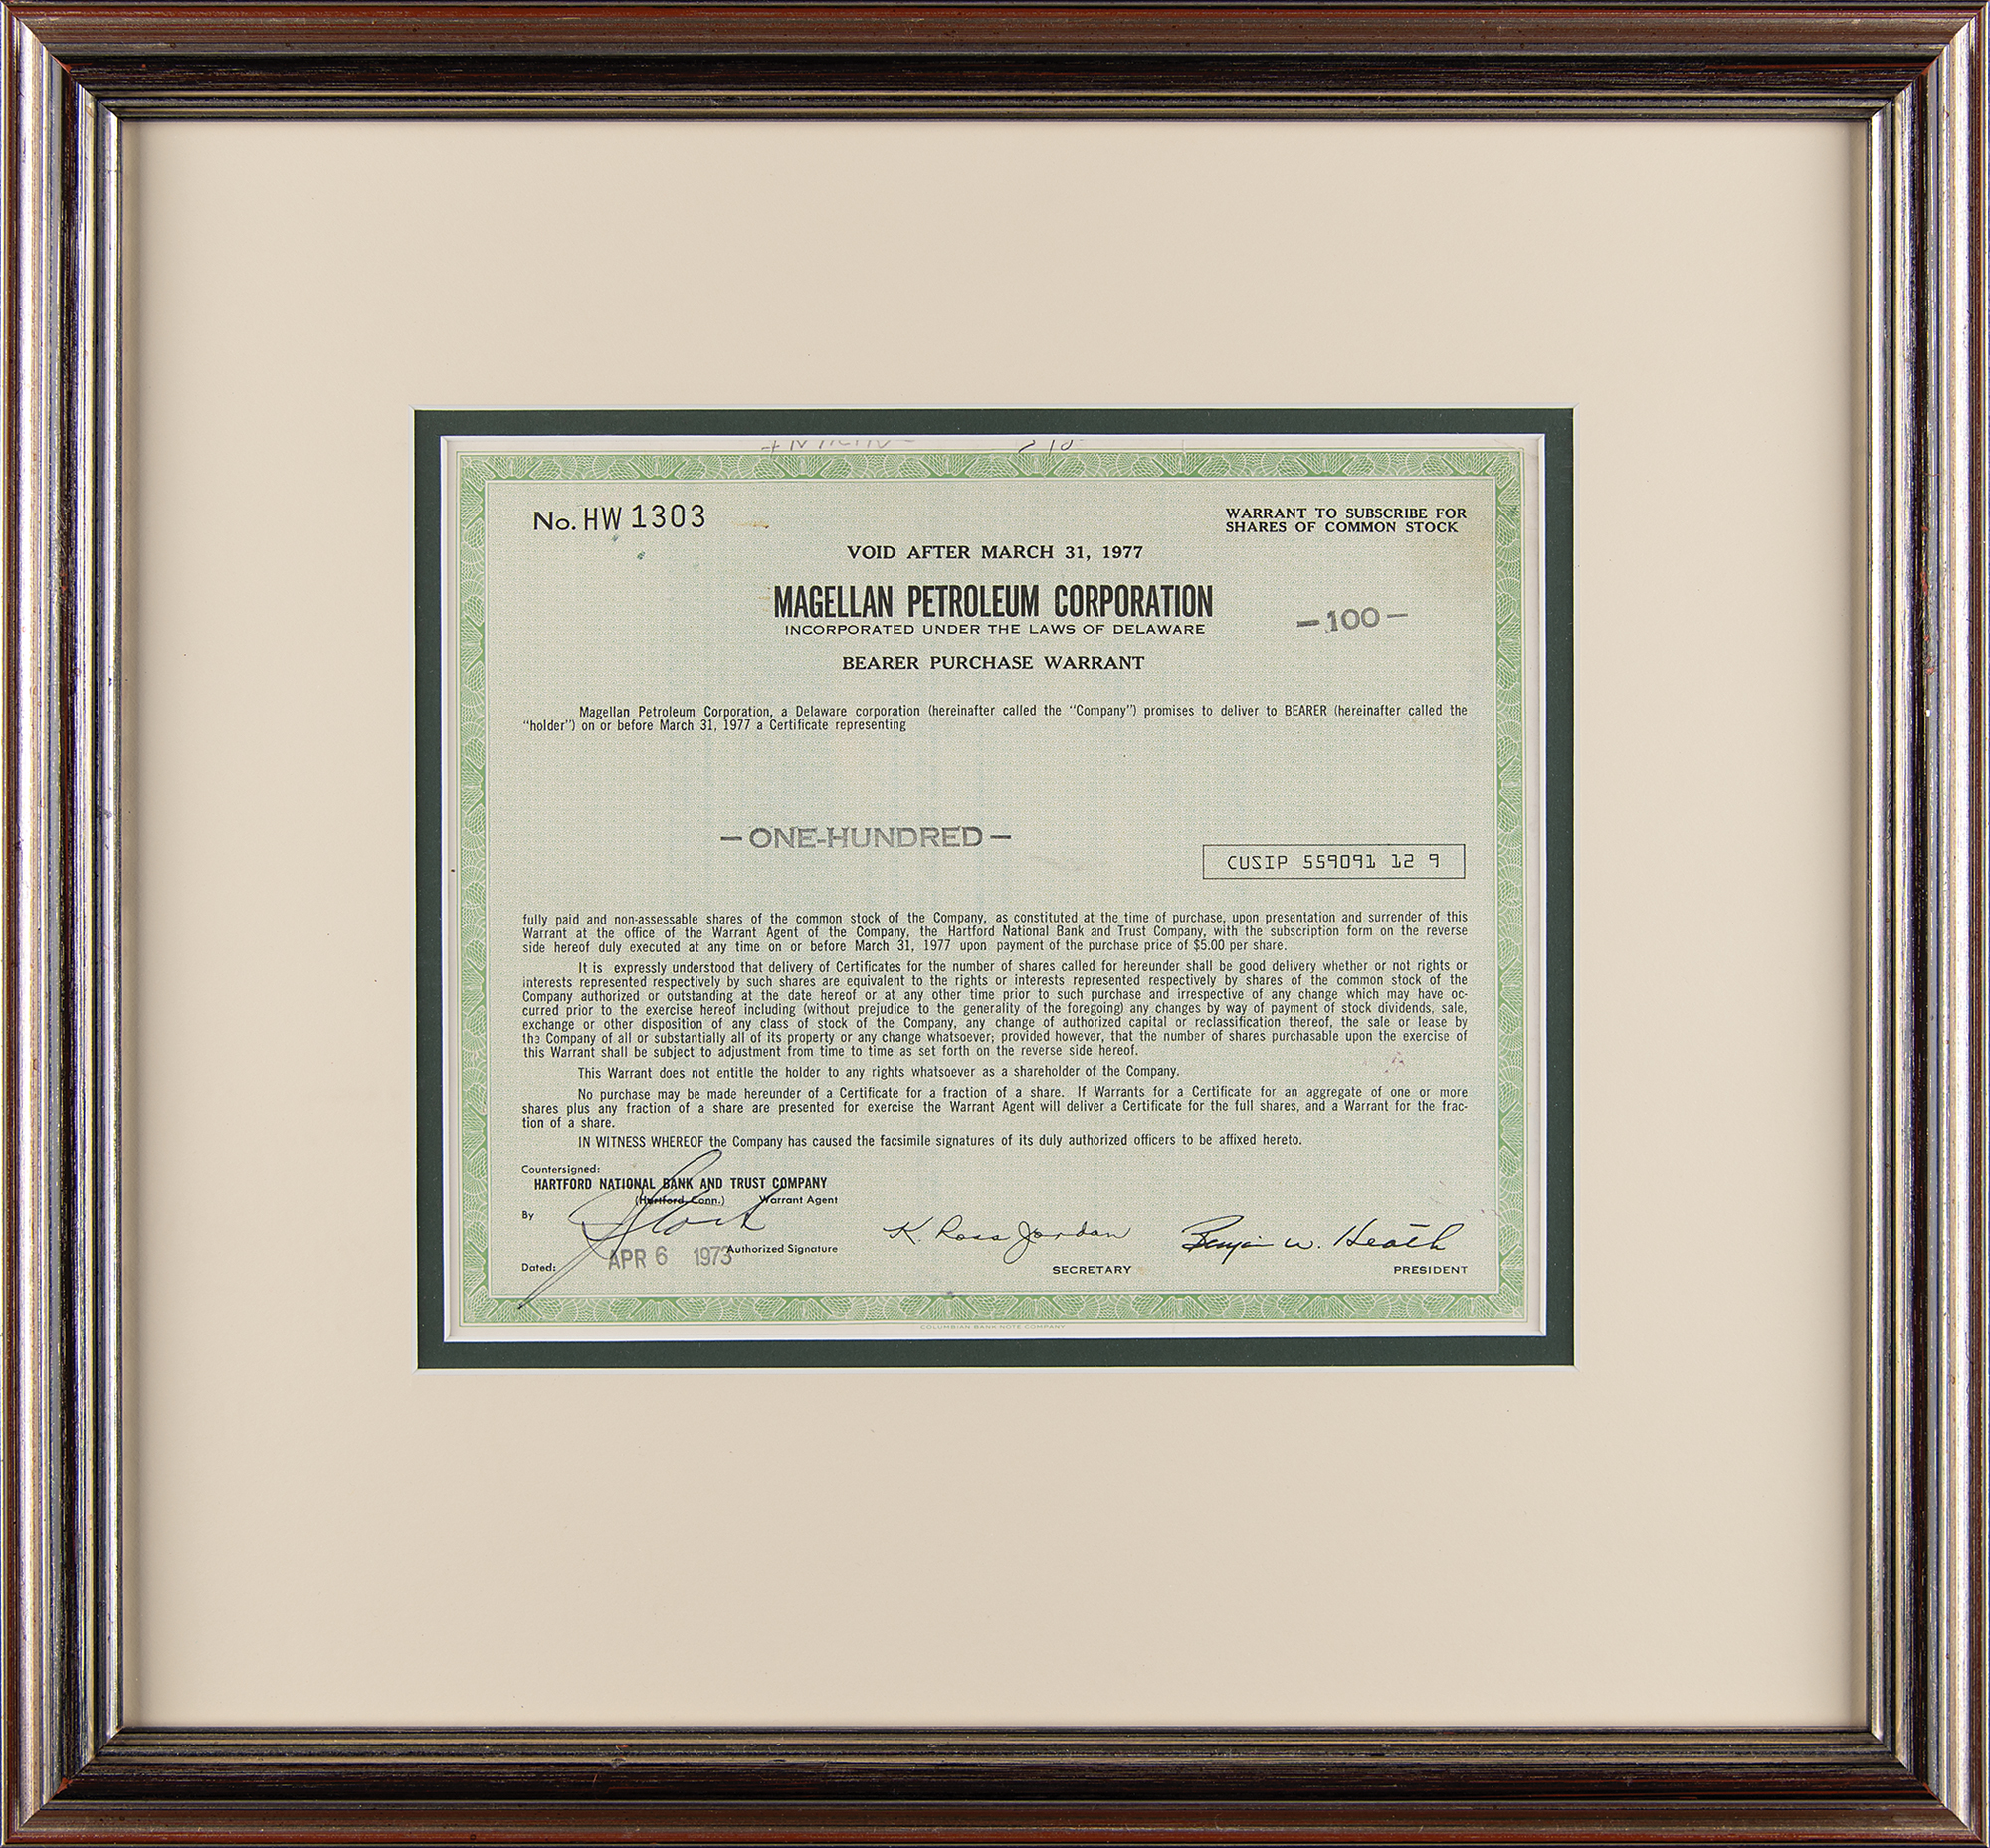 No. HW 1303
WARRANT TO SUBSCRIBE FOR
SHARES OF COMMON STOCK
VOID AFTER MARCH 31, 1977
MAGELLAN PETROLEUM CORPORATION
INCORPORATED UNDER THE LAWS OF DELAWARE
—100—
BEARER PURCHASE WARRANT
Magellan Petroleum Corporation, a Delaware corporation (hereinafter called the “Company”) promises to deliver to BEARER (hereinafter called the
“holder”) on or before March 31, 1977 a Certificate representing
—ONE-HUNDRED—
CUSIP 559091 12 9
fully paid and non-assessable shares of the common stock of the Company, as constituted at the time of purchase, upon presentation and surrender of this
Warrant at the office of the Warrant Agent of the Company, the Hartford National Bank and Trust Company, with the subscription form on the reverse
side hereof duly executed at any time on or before March 31, 1977 upon payment of the purchase price of $5.00 per share.
It is expressly understood that delivery of Certificates for the number of shares called for hereunder shall be good delivery whether or not rights or
interests represented respectively by such shares are equivalent to the rights or interests represented respectively by shares of the common stock of the
Company authorized or outstanding at the date hereof or at any other time prior to such purchase and irrespective of any change which may have oc-
curred prior to the exercise hereof including (without prejudice to the generality of the foregoing) any changes by way of payment of stock dividends, sale,
exchange or other disposition of any class of stock of the Company, any change of authorized capital or reclassification thereof, the sale or lease by
the Company of all or substantially all of its property or any change whatsoever; provided however, that the number of shares purchasable upon the exercise of
this Warrant shall be subject to adjustment from time to time as set forth on the reverse side hereof.
This Warrant does not entitle the holder to any rights whatsoever as a shareholder of the Company.
No purchase may be made hereunder of a Certificate for a fraction of a share. If Warrants for a Certificate for an aggregate of one or more
shares plus any fraction of a share are presented for exercise the Warrant Agent will deliver a Certificate for the full shares, and a Warrant for the frac-
tion of a share.
IN WITNESS WHEREOF the Company has caused the facsimile signatures of its duly authorized officers to be affixed hereto.
Countersigned:
HARTFORD NATIONAL BANK AND TRUST COMPANY
(Hartford, Conn.) Warrant Agent
By
Authorized Signature
Dated: APR 6 1973
K. Ross Jordan
SECRETARY
Benjamin W. Heath
PRESIDENT
COLUMBIAN BANK NOTE COMPANY